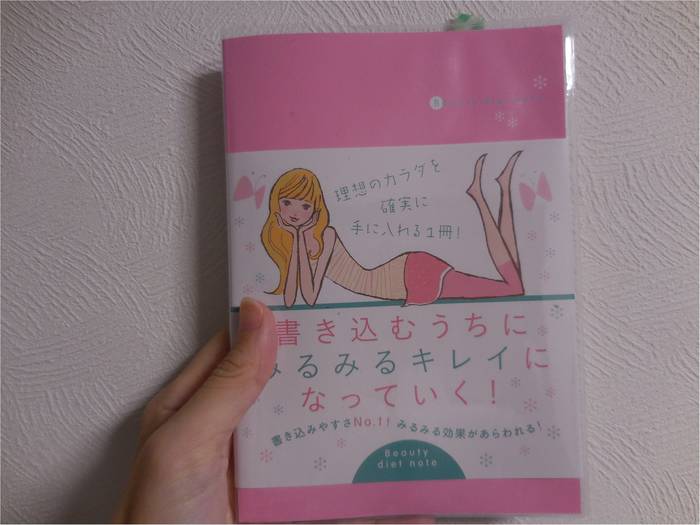 理想のカラダを
確実に
手に入れる1冊!
書き込むうちに
みるみるキレイに
なっていく!
書き込みやすさNo.1! みるみる効果があらわれる!
Beauty
diet note